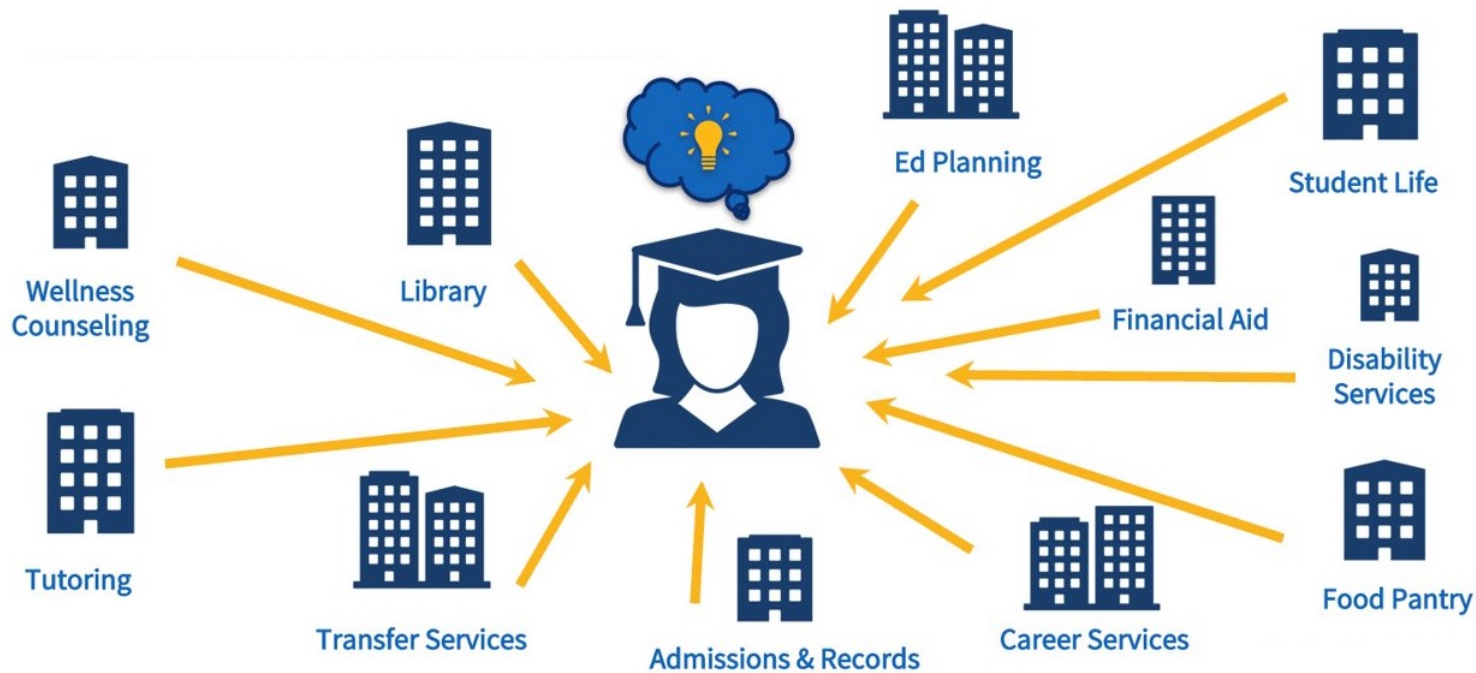 Ed Planning
Student Life
Wellness
Counseling
Library
Financial Aid
Disability
Services
Tutoring
Transfer Services
Admissions & Records
Career Services
Food Pantry